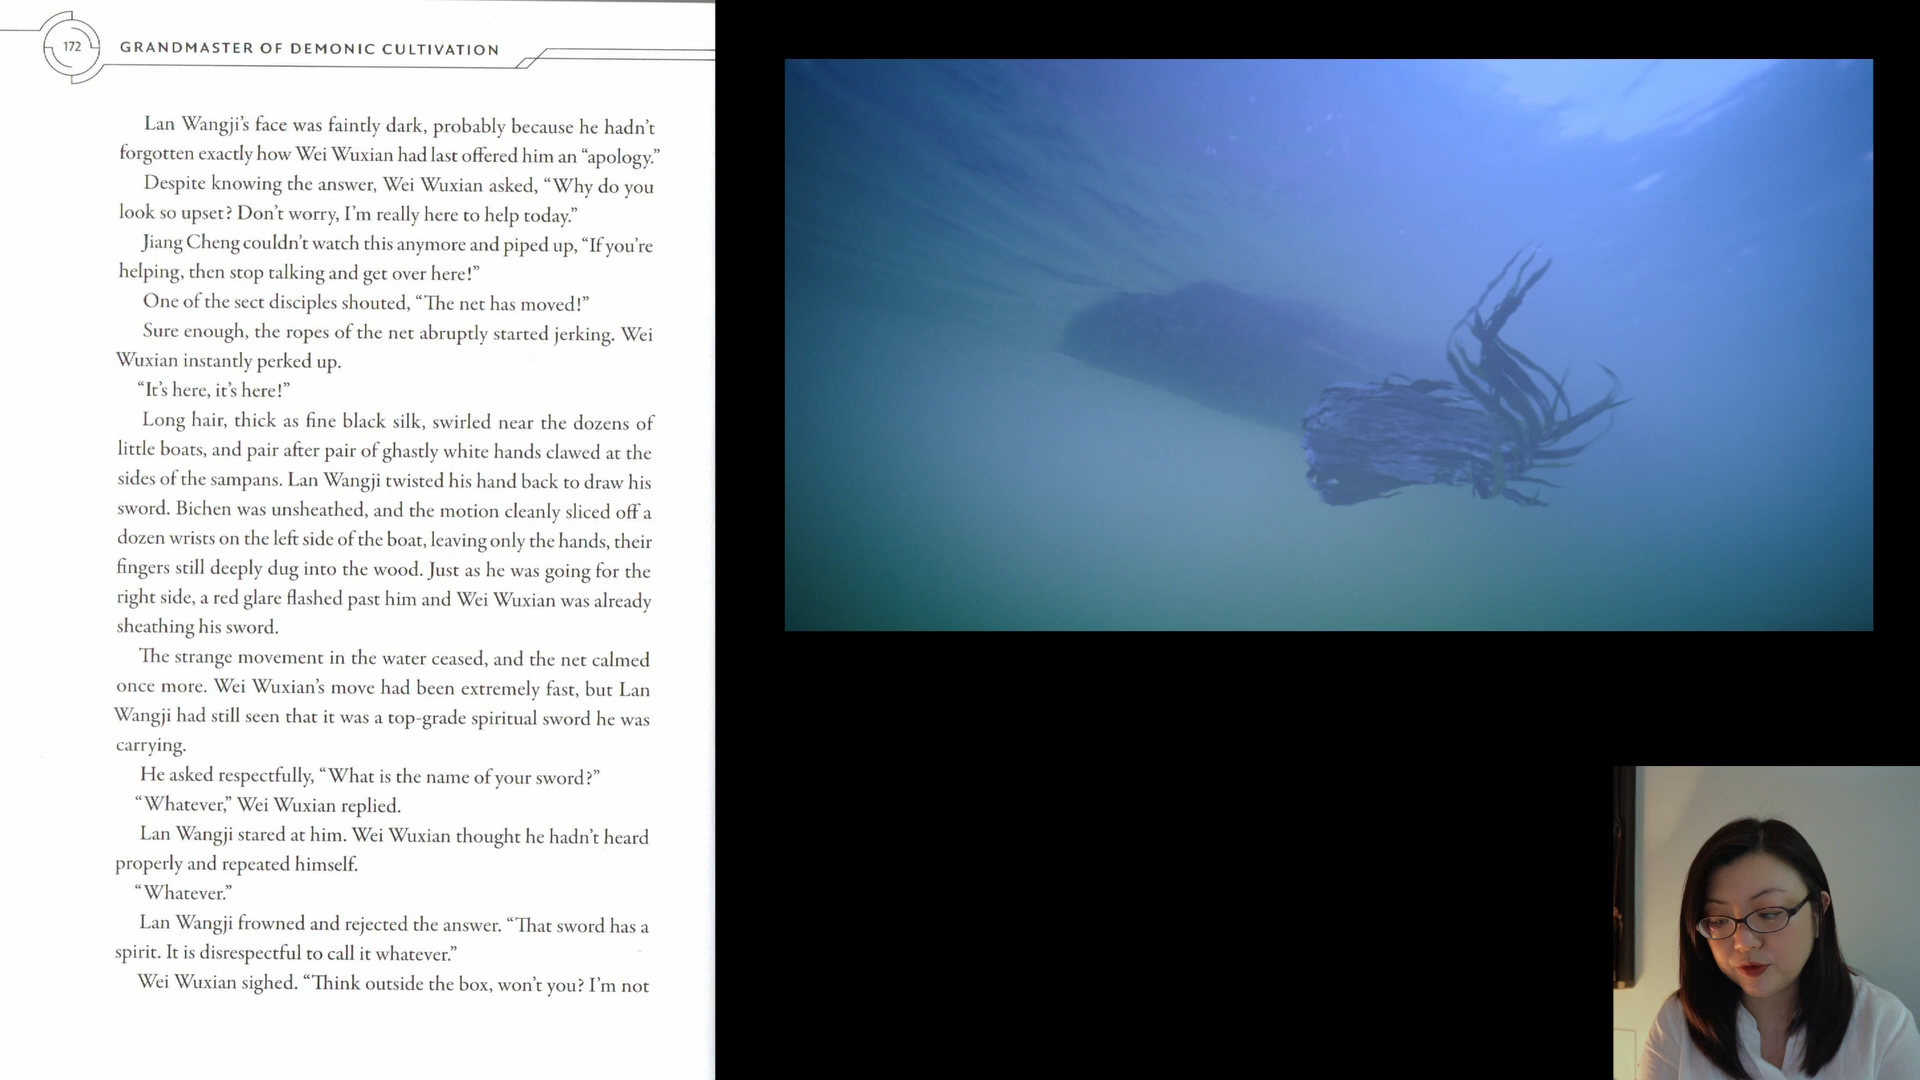 172
GRANDMASTER OF DEMONIC CULTIVATION
Lan Wangji’s face was faintly dark, probably because he hadn’t
forgotten exactly how Wei Wuxian had last offered him an “apology.”
Despite knowing the answer, Wei Wuxian asked, “Why do you
look so upset? Don’t worry, I’m really here to help today.”
Jiang Cheng couldn’t watch this anymore and piped up, “If you’re
helping, then stop talking and get over here!”
One of the sect disciples shouted, “The net has moved!”
Sure enough, the ropes of the net abruptly started jerking. Wei
Wuxian instantly perked up.
“It’s here, it’s here!”
Long hair, thick as fine black silk, swirled near the dozens of
little boats, and pair after pair of ghastly white hands clawed at the
sides of the sampans. Lan Wangji twisted his hand back to draw his
sword. Bichen was unsheathed, and the motion cleanly sliced off a
dozen wrists on the left side of the boat, leaving only the hands, their
fingers still deeply dug into the wood. Just as he was going for the
right side, a red glare flashed past him and Wei Wuxian was already
sheathing his sword.
The strange movement in the water ceased, and the net calmed
once more. Wei Wuxian’s move had been extremely fast, but Lan
Wangji had still seen that it was a top-grade spiritual sword he was
carrying.
He asked respectfully, “What is the name of your sword?”
“Whatever,” Wei Wuxian replied.
Lan Wangji stared at him. Wei Wuxian thought he hadn’t heard
properly and repeated himself.
“Whatever.”
Lan Wangji frowned and rejected the answer. “That sword has a
spirit. It is disrespectful to call it whatever.”
Wei Wuxian sighed. “Think outside the box, won’t you? I’m not